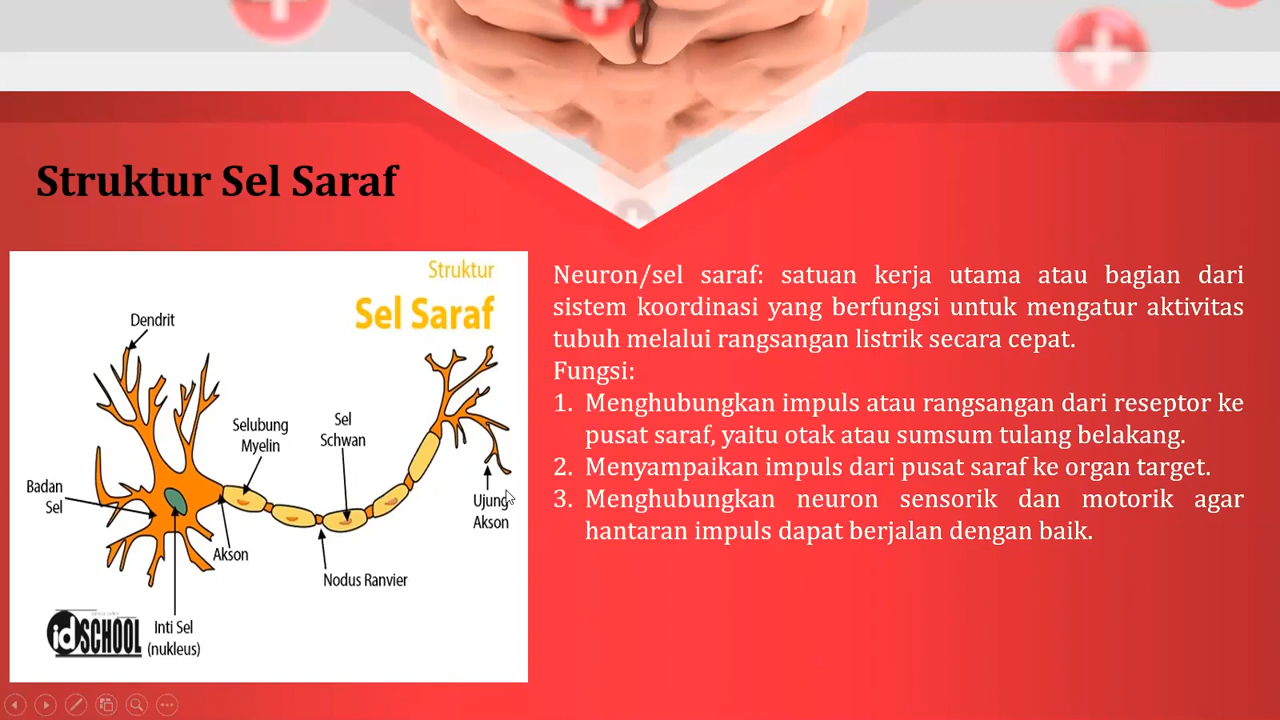 Struktur Sel Saraf
Struktur
Sel Saraf
Dendrit
Selubung
Myelin
Sel
Schwan
Badan
Sel
Ujung
Akson
Akson
Nodus Ranvier
idSCHOOL
Inti Sel
(nukleus)
Neuron/sel saraf: satuan kerja utama atau bagian dari
sistem koordinasi yang berfungsi untuk mengatur aktivitas
tubuh melalui rangsangan listrik secara cepat.
Fungsi:
1. Menghubungkan impuls atau rangsangan dari reseptor ke
pusat saraf, yaitu otak atau sumsum tulang belakang.
2. Menyampaikan impuls dari pusat saraf ke organ target.
3. Menghubungkan neuron sensorik dan motorik agar
hantaran impuls dapat berjalan dengan baik.